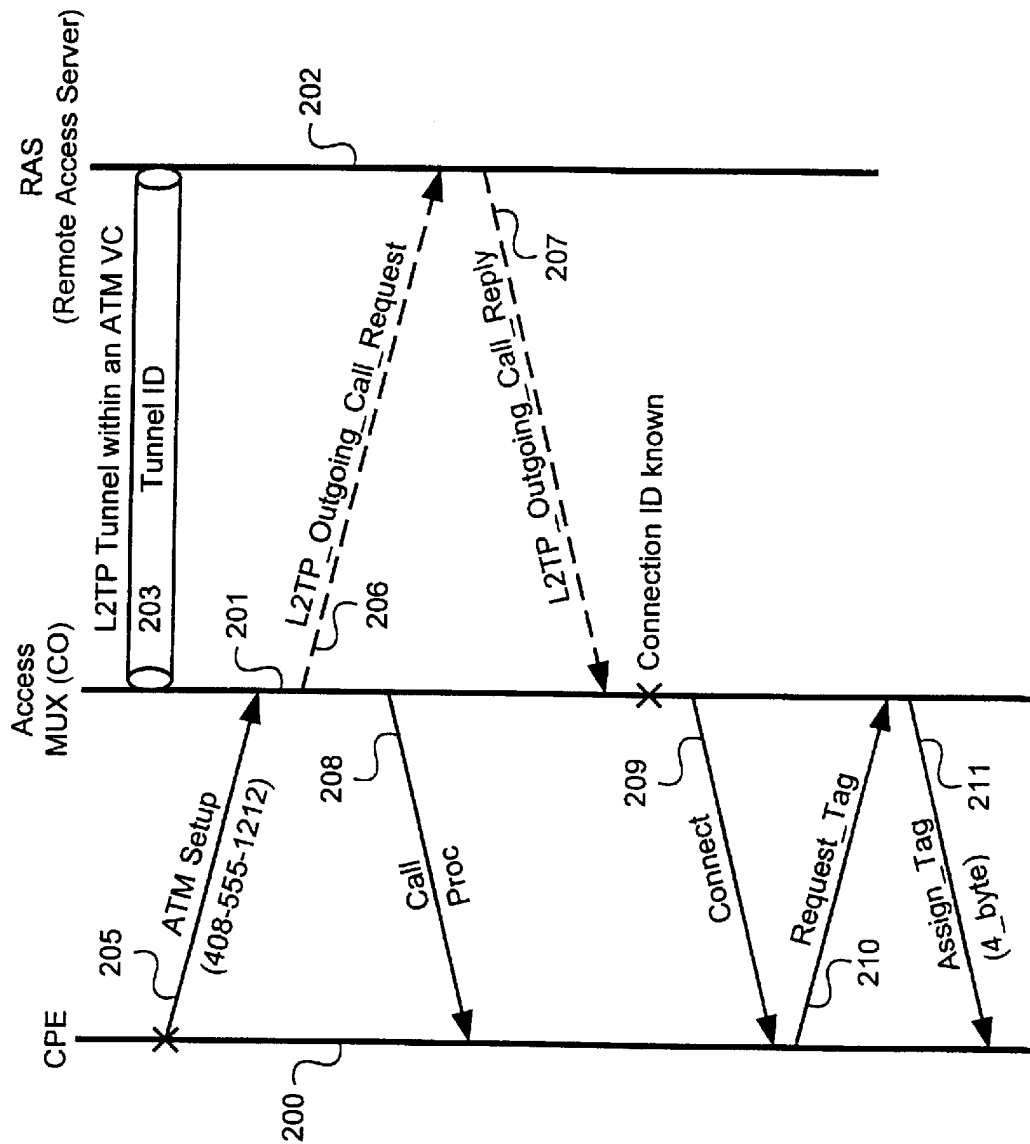 CPE
Access
MUX (CO)
RAS
(Remote Access Server)
L2TP Tunnel within an ATM VC
203
Tunnel ID
201
202
205
ATM Setup
(408-555-1212)
L2TP_Outgoing_Call_Request
206
200
208
Call
Proc
207
L2TP_Outgoing_Call_Reply
Connection ID known
209
Connect
Request_Tag
210
211
Assign_Tag
(4_byte)